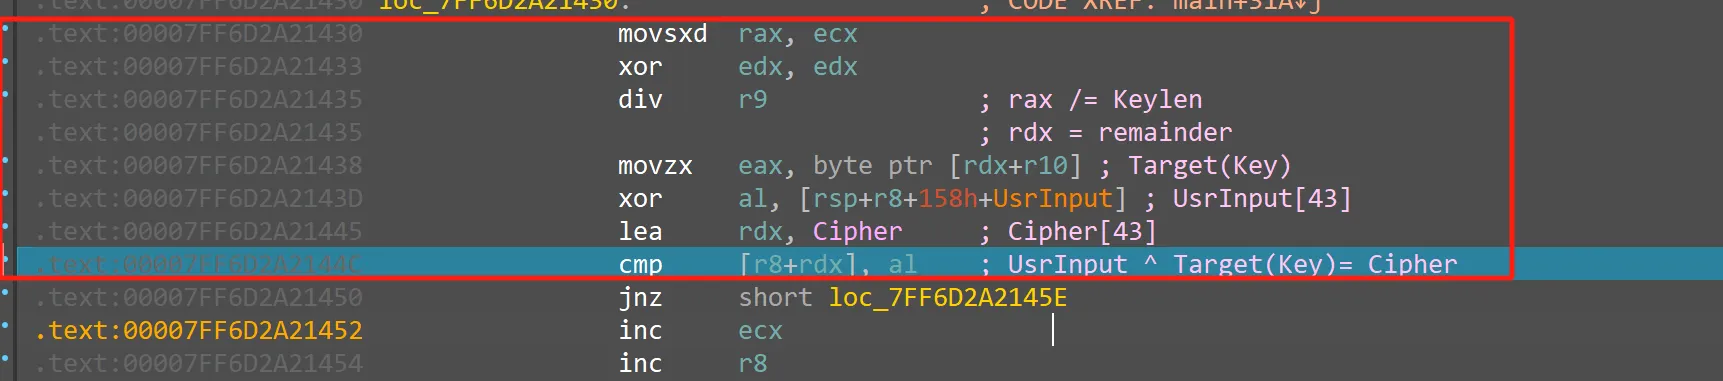 .text:00007FF6D2A21430 loc_7FF6D2A21430: ; CODE XREF: main+31A↓j
.text:00007FF6D2A21430 movsxd rax, ecx
.text:00007FF6D2A21433 xor edx, edx
.text:00007FF6D2A21435 div r9 ; rax /= Keylen
.text:00007FF6D2A21435 ; rdx = remainder
.text:00007FF6D2A21438 movzx eax, byte ptr [rdx+r10] ; Target(Key)
.text:00007FF6D2A2143D xor al, [rsp+r8+158h+UsrInput] ; UsrInput[43]
.text:00007FF6D2A21445 lea rdx, Cipher ; Cipher[43]
.text:00007FF6D2A2144C cmp [r8+rdx], al ; UsrInput ^ Target(Key)= Cipher
.text:00007FF6D2A21450 jnz short loc_7FF6D2A2145E
.text:00007FF6D2A21452 inc ecx
.text:00007FF6D2A21454 inc r8